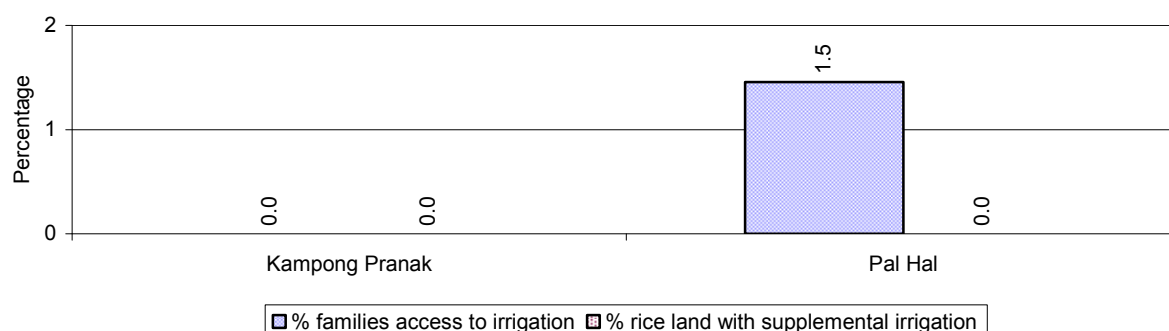 2
1
0
Percentage
0.0
0.0
1.5
0.0
Kampong Pranak
Pal Hal
% families access to irrigation
% rice land with supplemental irrigation